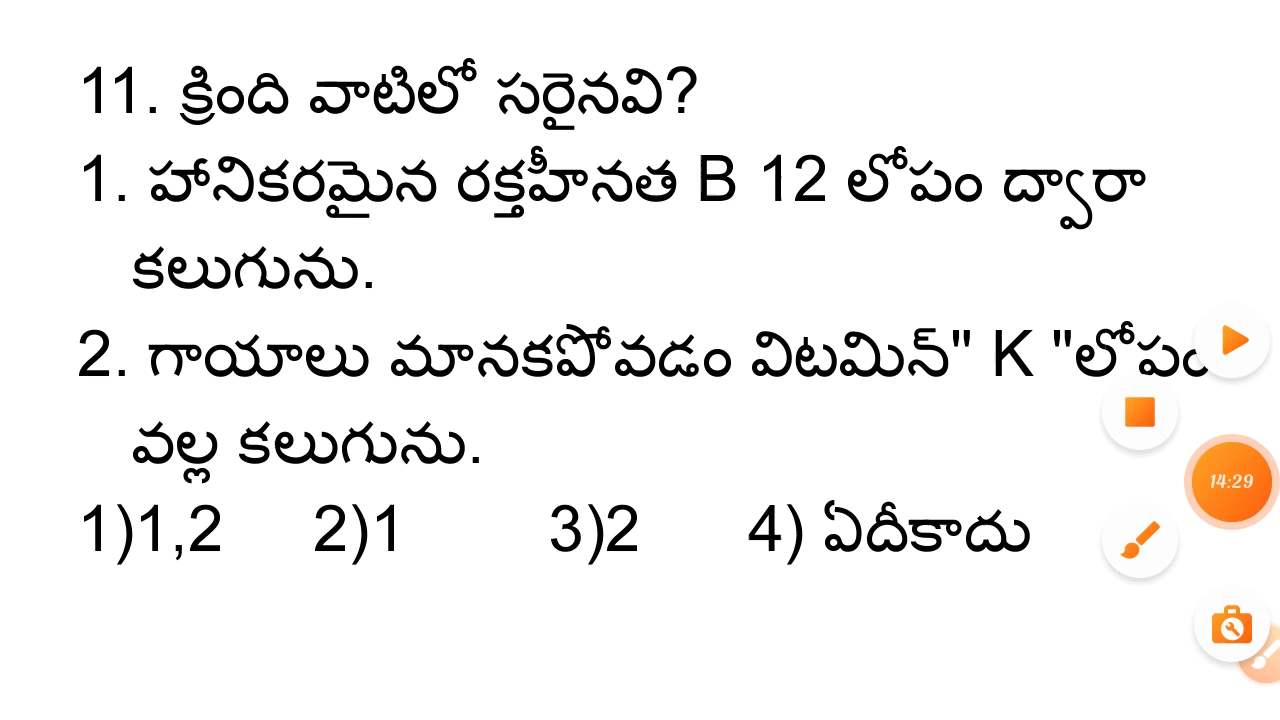 11. క్రింది వాటిలో సరైనవి?
1. హానికరమైన రక్తహీనత B 12 లోపం ద్వారా
కలుగును.
2. గాయాలు మానకపోవడం విటమిన్" K "లోపం
వల్ల కలుగును.
1)1,2 2)1 3)2 4) ఏదీకాదు
14:29